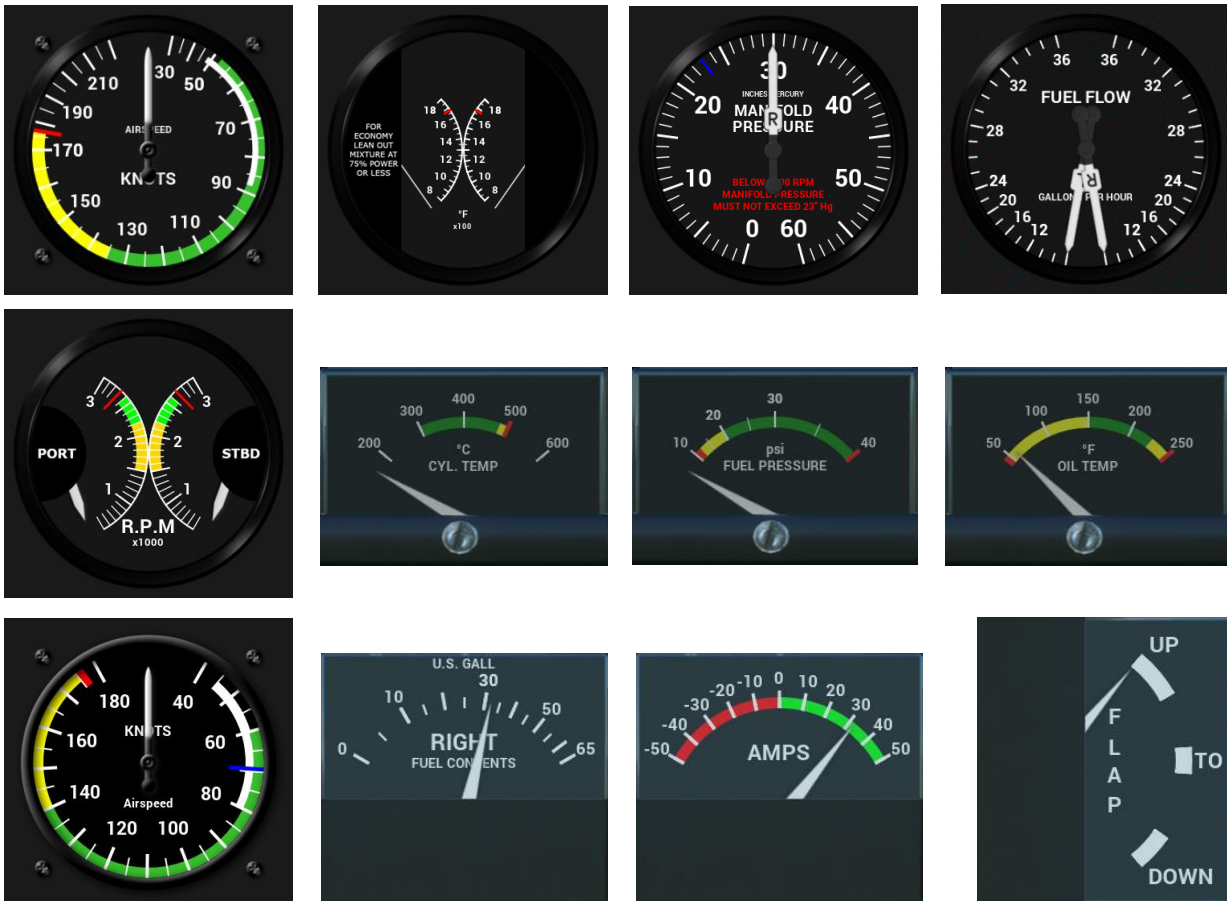 210
30
50
190
70
AIRSPEED
170
KNOTS
90
150
130
110
18 18
FOR
ECONOMY
LEAN OUT
MIXTURE AT
75% POWER
OR LESS
16 16
14 14
12 12
10 10
8 8
°F
x100
30
INCHES MERCURY
20 MANIFOLD 40
PRESSURE
R
10 50
BELOW RPM
MANIFOLD PRESSURE
MUST NOT EXCEED 23" Hg
0 60
36 36
32 32
FUEL FLOW
28 28
R
24 24
GALLONS PER HOUR
20 20
16 16
12 12
3 3
2 2
PORT STBD
1 1
R.P.M
x1000
400
300 500
200 600
°C
CYL. TEMP
30
20
10 40
psi
FUEL PRESSURE
150
100 200
50 250
°F
OIL TEMP
180 40
KNOTS
160 60
140 80
Airspeed
120 100
U.S. GALL
30
10
50
RIGHT
0 65
FUEL CONTENTS
0
-10 10
-20 20
-30 30
-40 40
-50 50
AMPS
UP
FLAP
TO
DOWN